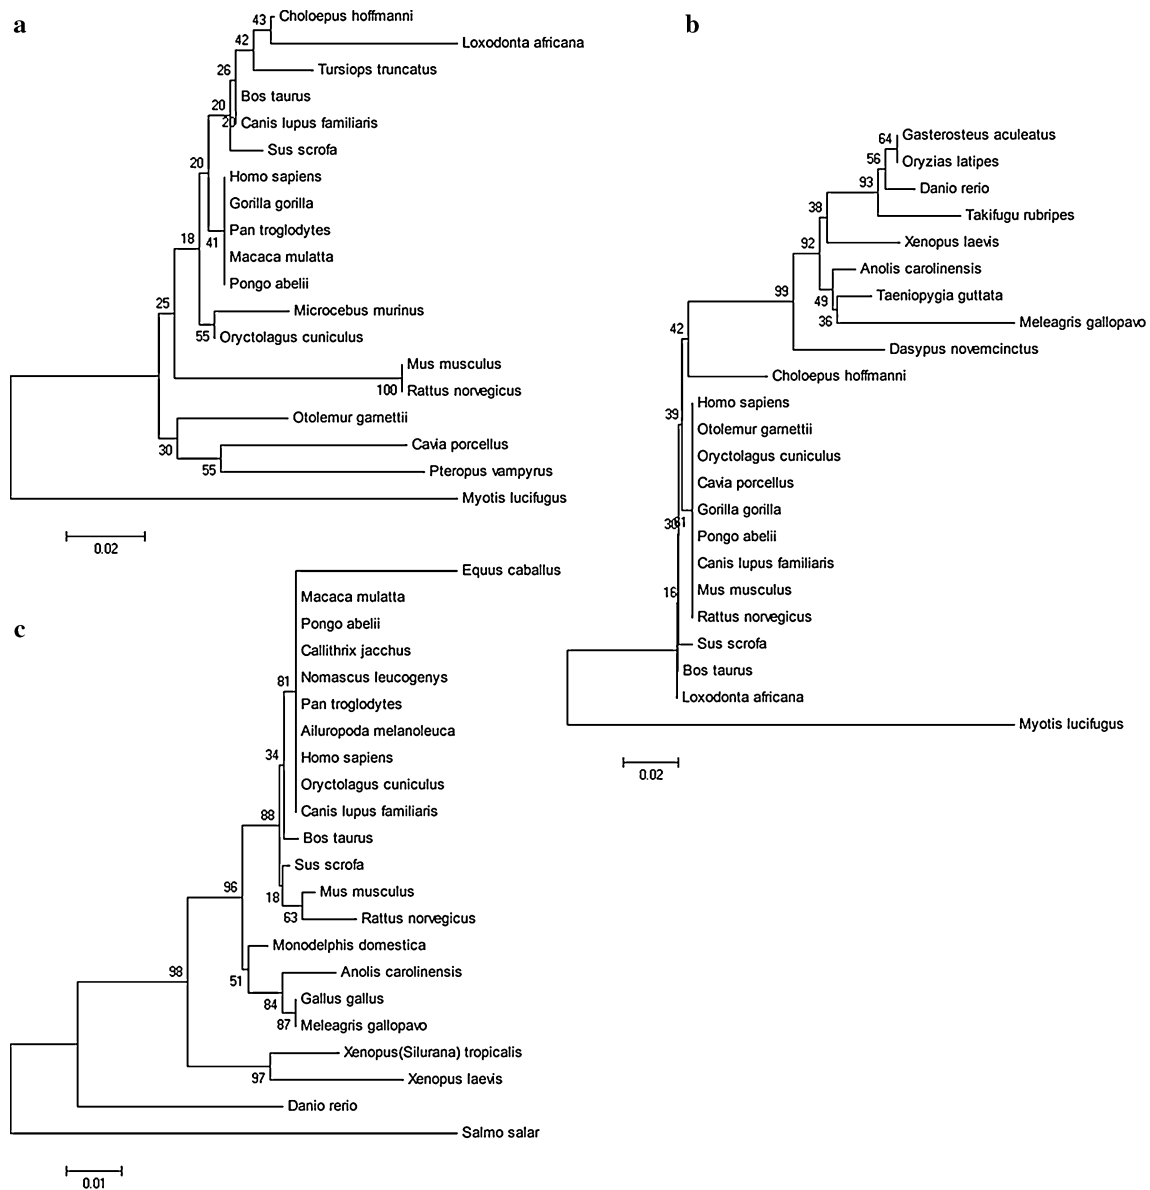 a
43
Choloepus hoffmanni
42
Loxodonta africana
26
Tursiops truncatus
Bos taurus
20
20
Canis lupus familiaris
Sus scrofa
20
Homo sapiens
Gorilla gorilla
Pan troglodytes
41
Macaca mulatta
18
Pongo abelii
25
Microcebus murinus
55
Oryctolagus cuniculus
Mus musculus
100
Rattus norvegicus
Otolemur garnettii
30
Cavia porcellus
55
Pteropus vampyrus
Myotis lucifugus
0.02
b
64
Gasterosteus aculeatus
56
Oryzias latipes
93
Danio rerio
38
Takifugu rubripes
92
Xenopus laevis
Anolis carolinensis
99
49
Taeniopygia guttata
36
Meleagris gallopavo
42
Dasypus novemcinctus
Choloepus hoffmanni
39
Homo sapiens
Otolemur garnettii
Oryctolagus cuniculus
Cavia porcellus
Gorilla gorilla
Pongo abelii
Canis lupus familiaris
16
Mus musculus
Rattus norvegicus
Sus scrofa
Bos taurus
Loxodonta africana
Myotis lucifugus
0.02
c
Equus caballus
Macaca mulatta
Pongo abelii
Callithrix jacchus
81
Nomascus leucogenys
Pan troglodytes
Ailuropoda melanoleuca
34
Homo sapiens
Oryctolagus cuniculus
88
Canis lupus familiaris
Bos taurus
Sus scrofa
96
18
Mus musculus
63
Rattus norvegicus
Monodelphis domestica
98
51
Anolis carolinensis
84
Gallus gallus
87
Meleagris gallopavo
Xenopus(Silurana) tropicalis
97
Xenopus laevis
Danio rerio
Salmo salar
0.01